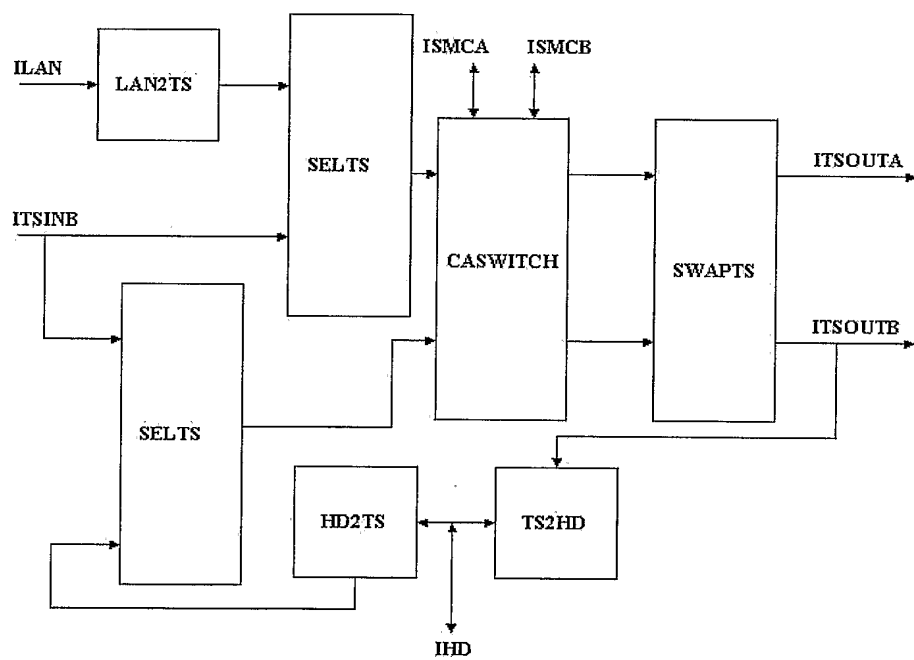 ISMCA
ISMCB
ILAN
LAN2TS
SELTS
ITSOUTA
ITSINB
CASWITCH
SWAPTS
ITSOUTB
SELTS
HD2TS
TS2HD
IHD